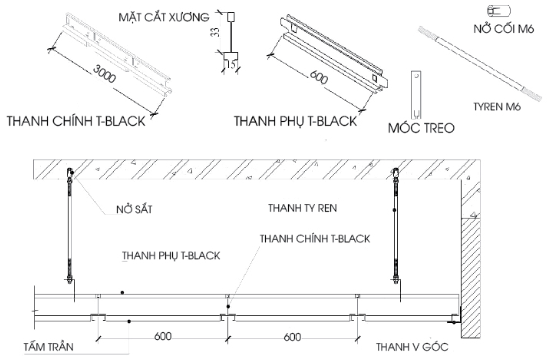 MẶT CẮT XƯƠNG
33
15
3000
600
NỞ CỐI M6
TYREN M6
MÓC TREO
THANH CHÍNH T-BLACK
THANH PHỤ T-BLACK
NỞ SẮT
THANH TY REN
THANH CHÍNH T-BLACK
THANH PHỤ T-BLACK
600
600
TẤM TRẦN
THANH V GÓC